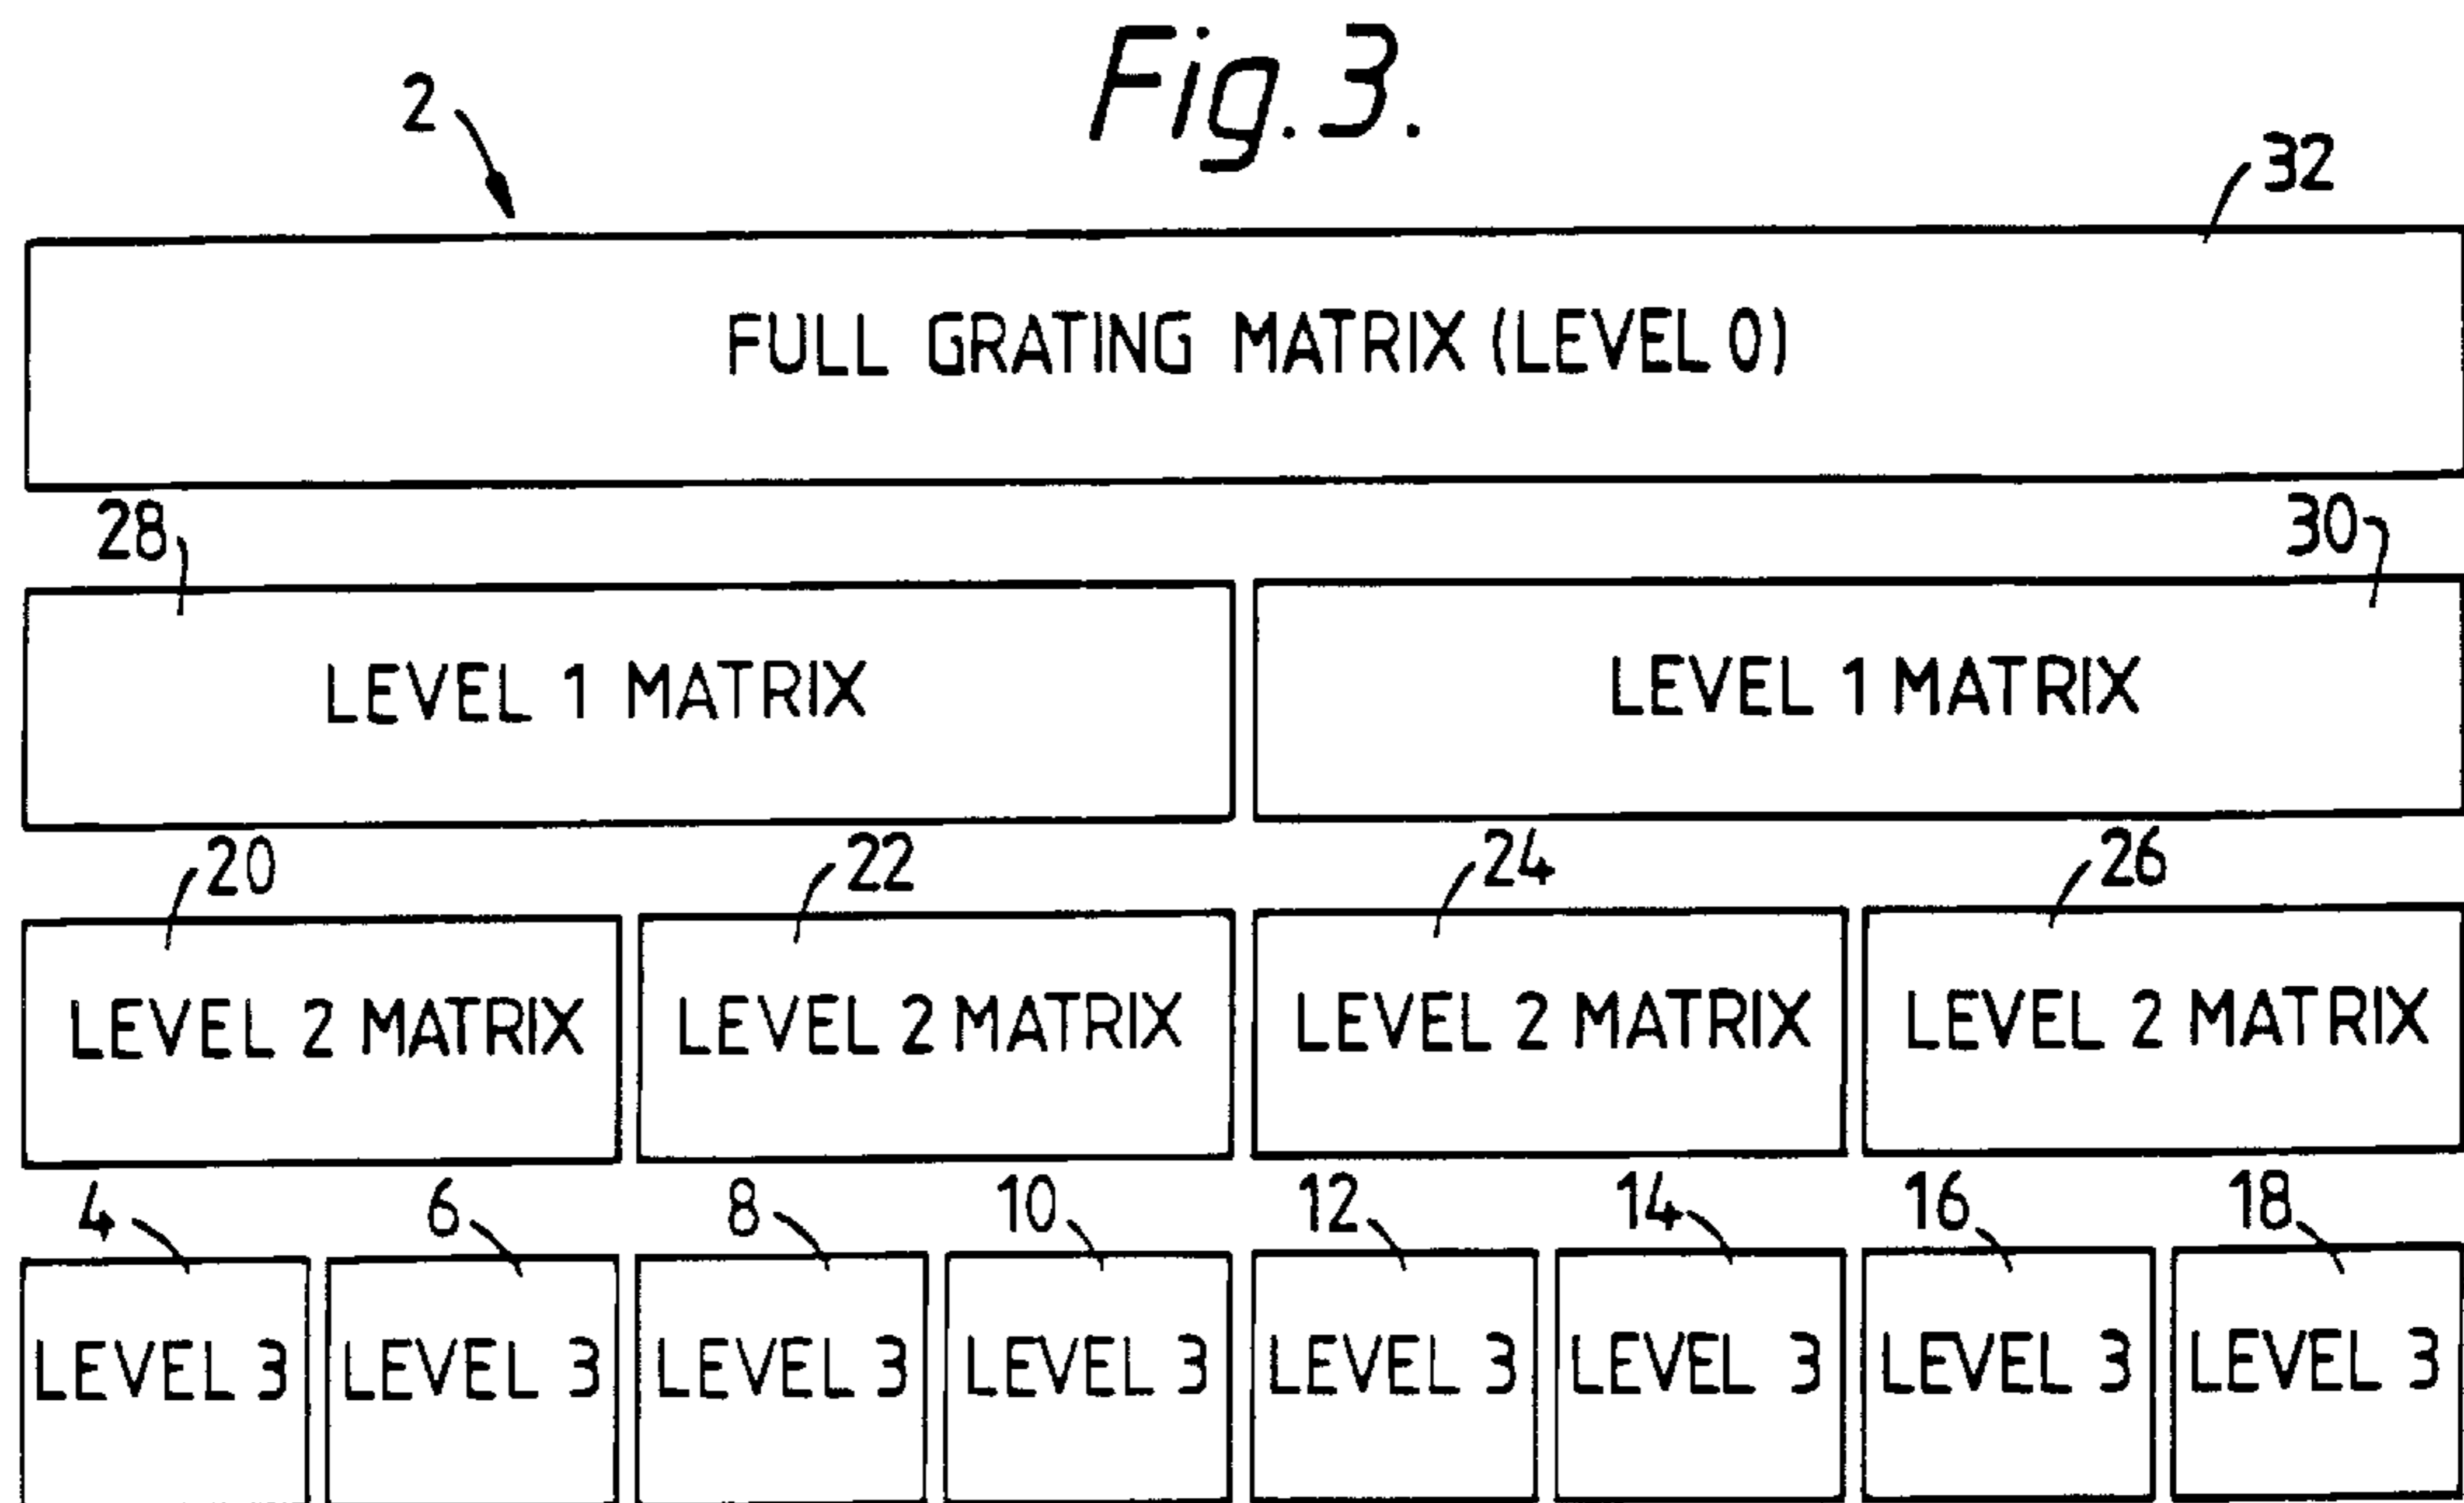 Fig. 3.
2
32
FULL GRATING MATRIX (LEVEL 0)
28 30
LEVEL 1 MATRIX LEVEL 1 MATRIX
20 22 24 26
LEVEL 2 MATRIX LEVEL 2 MATRIX LEVEL 2 MATRIX LEVEL 2 MATRIX
4 6 8 10 12 14 16 18
LEVEL 3 LEVEL 3 LEVEL 3 LEVEL 3 LEVEL 3 LEVEL 3 LEVEL 3 LEVEL 3